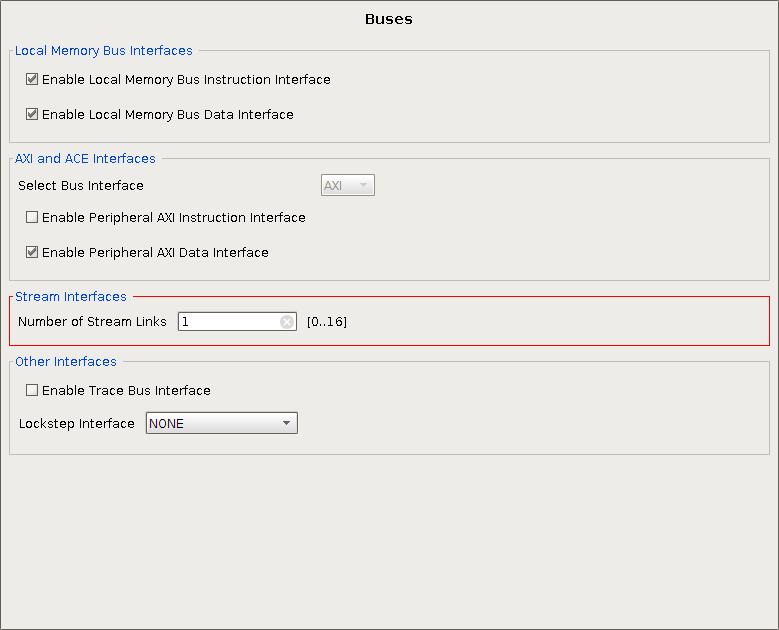 Buses
Local Memory Bus Interfaces
Enable Local Memory Bus Instruction Interface
Enable Local Memory Bus Data Interface
AXI and ACE Interfaces
Select Bus Interface AXI
Enable Peripheral AXI Instruction Interface
Enable Peripheral AXI Data Interface
Stream Interfaces
Number of Stream Links 1 [0..16]
Other Interfaces
Enable Trace Bus Interface
Lockstep Interface NONE